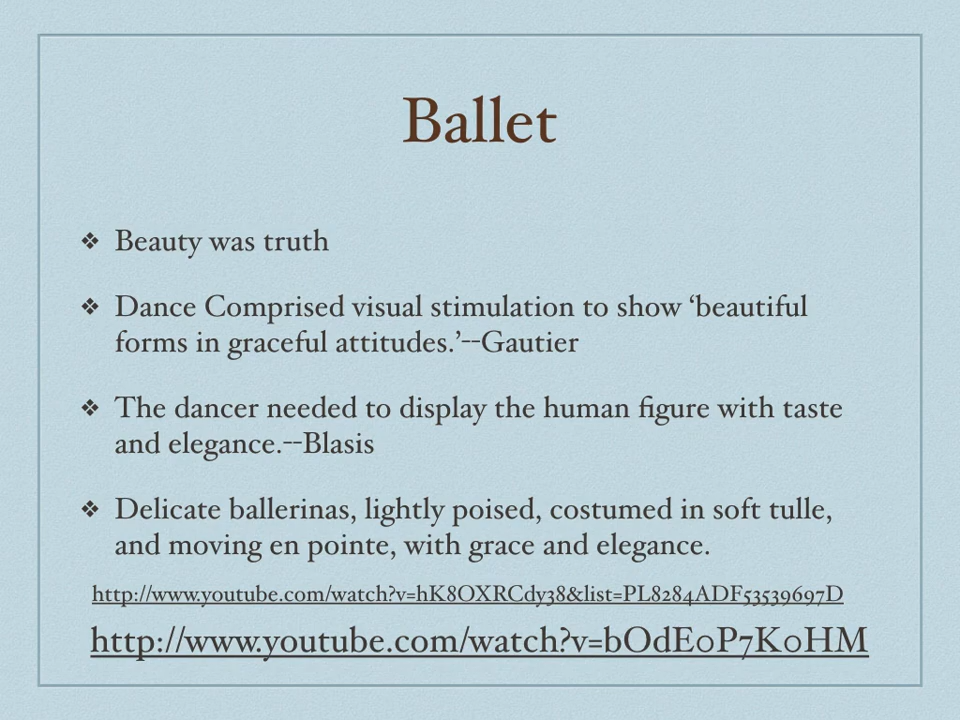 Ballet
❖ Beauty was truth
❖ Dance Comprised visual stimulation to show ‘beautiful
forms in graceful attitudes.’--Gautier
❖ The dancer needed to display the human figure with taste
and elegance.--Blasis
❖ Delicate ballerinas, lightly poised, costumed in soft tulle,
and moving en pointe, with grace and elegance.
http://www.youtube.com/watch?v=hK8OXRCdy38&list=PL8284ADF53539697D
http://www.youtube.com/watch?v=bOdE0P7K0HM